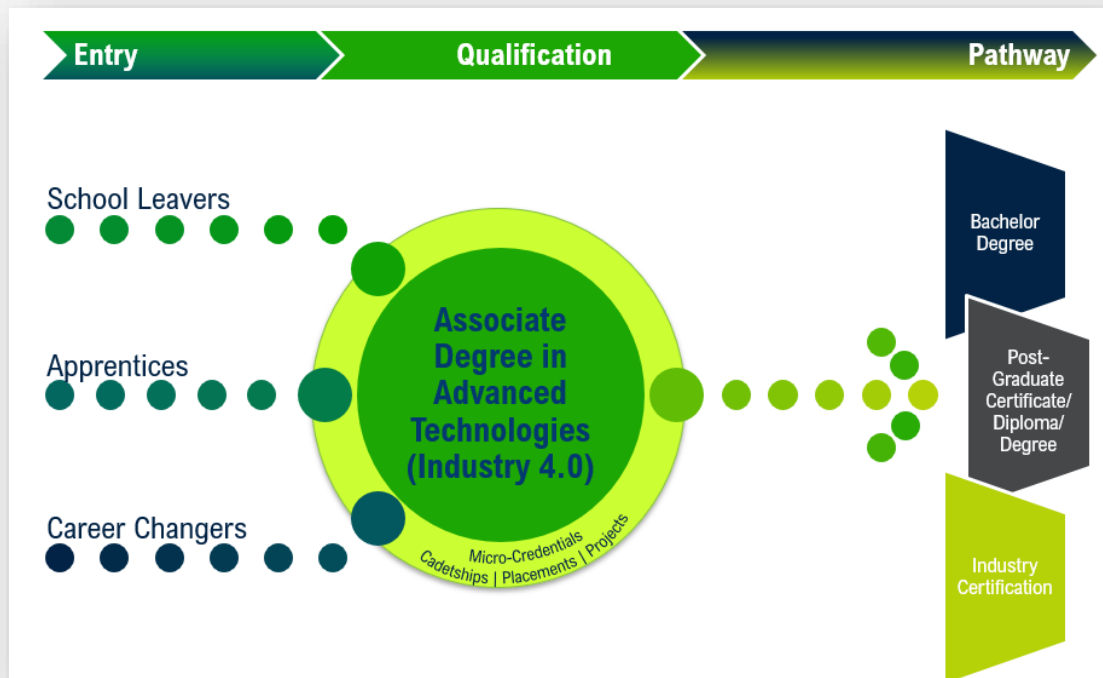 Entry
Qualification
Pathway
School Leavers
Apprentices
Career Changers
Associate
Degree in
Advanced
Technologies
(Industry 4.0)
Micro-Credentials
Cadetships | Placements | Projects
Bachelor
Degree
Post-
Graduate
Certificate/
Diploma/
Degree
Industry
Certification